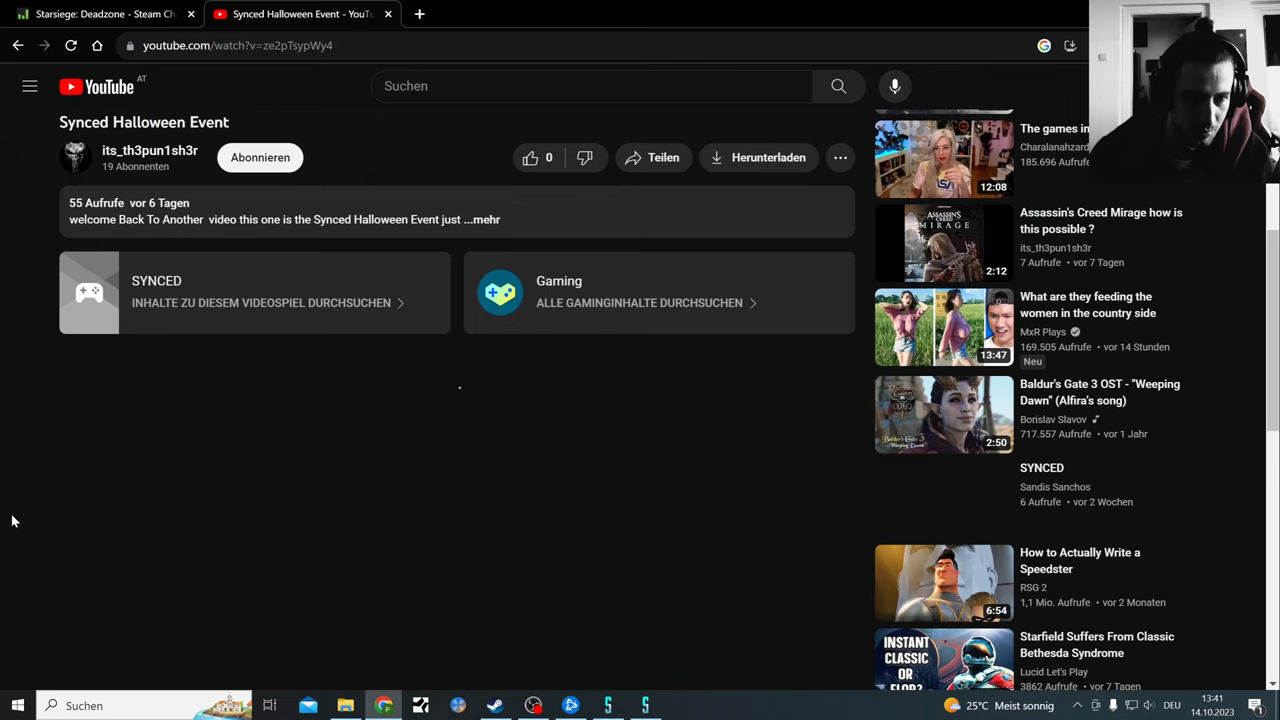 Starsiege: Deadzone - Steam Ch
Synced Halloween Event - YouTu
youtube.com/watch?v=ze2pTsypWy4
YouTube AT
Suchen
Synced Halloween Event
its_th3pun1sh3r
19 Abonnenten
Abonnieren
0
Teilen
Herunterladen
55 Aufrufe vor 6 Tagen
welcome Back To Another video this one is the Synced Halloween Event just ...mehr
SYNCED
INHALTE ZU DIESEM VIDEOSPIEL DURCHSUCHEN
Gaming
ALLE GAMINGINHALTE DURCHSUCHEN
12:08
The games in
Charalanahzard
185.696 Aufrufe
ASSASSIN'S CREED
MIRAGE
2:12
Assassin's Creed Mirage how is
this possible ?
its_th3pun1sh3r
7 Aufrufe • vor 7 Tagen
13:47
What are they feeding the
women in the country side
MxR Plays
169.505 Aufrufe • vor 14 Stunden
Neu
2:50
Baldur's Gate 3 OST - "Weeping
Dawn" (Alfira's song)
Borislav Slavov
717.557 Aufrufe • vor 1 Jahr
SYNCED
Sandis Sanchos
6 Aufrufe • vor 2 Wochen
6:54
How to Actually Write a
Speedster
RSG 2
1,1 Mio. Aufrufe • vor 2 Monaten
INSTANT
CLASSIC
OR
FLOP?
Starfield Suffers From Classic
Bethesda Syndrome
Lucid Let's Play
3862 Aufrufe • vor 7 Tagen
Suchen
25°C Meist sonnig
DEU
13:41
14.10.2023
1